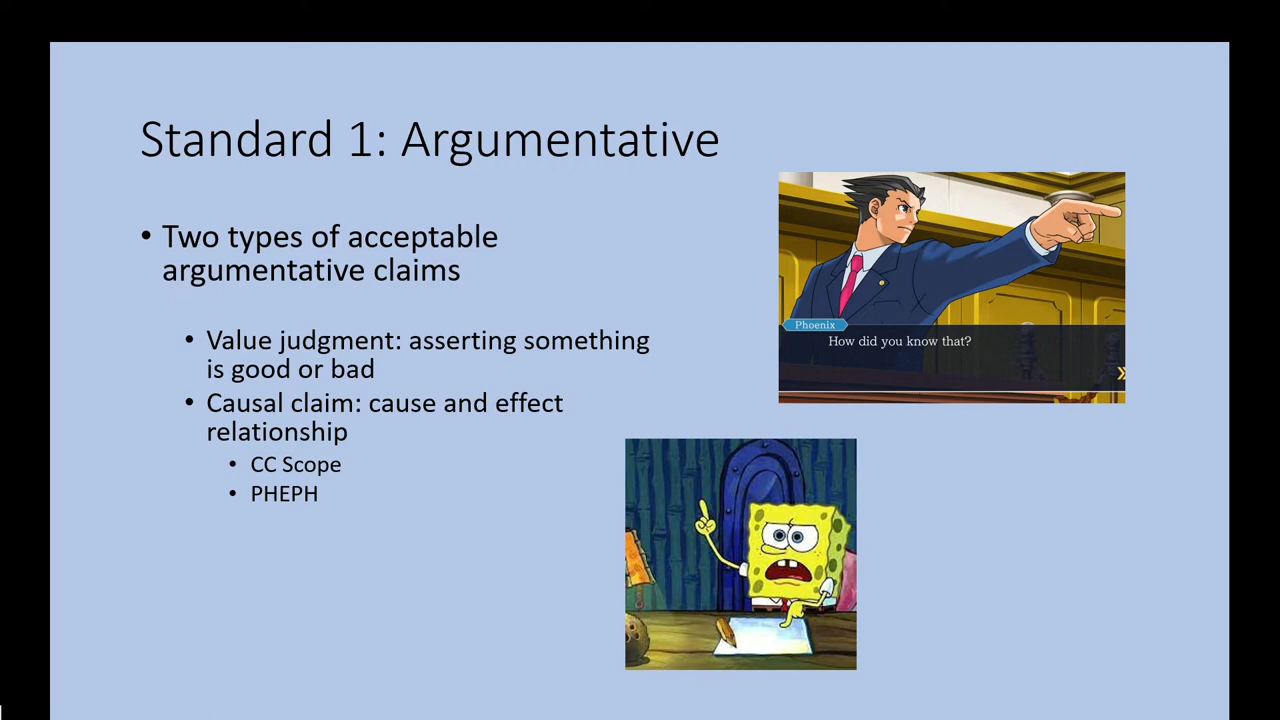 Standard 1: Argumentative
• Two types of acceptable
argumentative claims
• Value judgment: asserting something
is good or bad
• Causal claim: cause and effect
relationship
• CC Scope
• PHEPH
Phoenix
How did you know that?